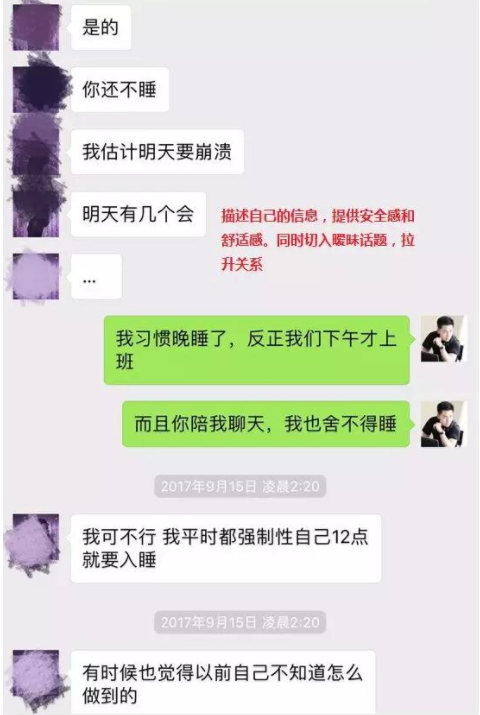 是的
你还不睡
我估计明天要崩溃
明天有几个会
描述自己的信息，提供安全感和
舒适感。同时切入暧昧话题，拉
升关系
...
我习惯晚睡了，反正我们下午才上
班
而且你陪我聊天，我也舍不得睡
2017年9月15日 凌晨2:20
我可不行 我平时都强制性自己12点
就要入睡
2017年9月15日 凌晨2:20
有时候也觉得以前自己不知道怎么
做到的